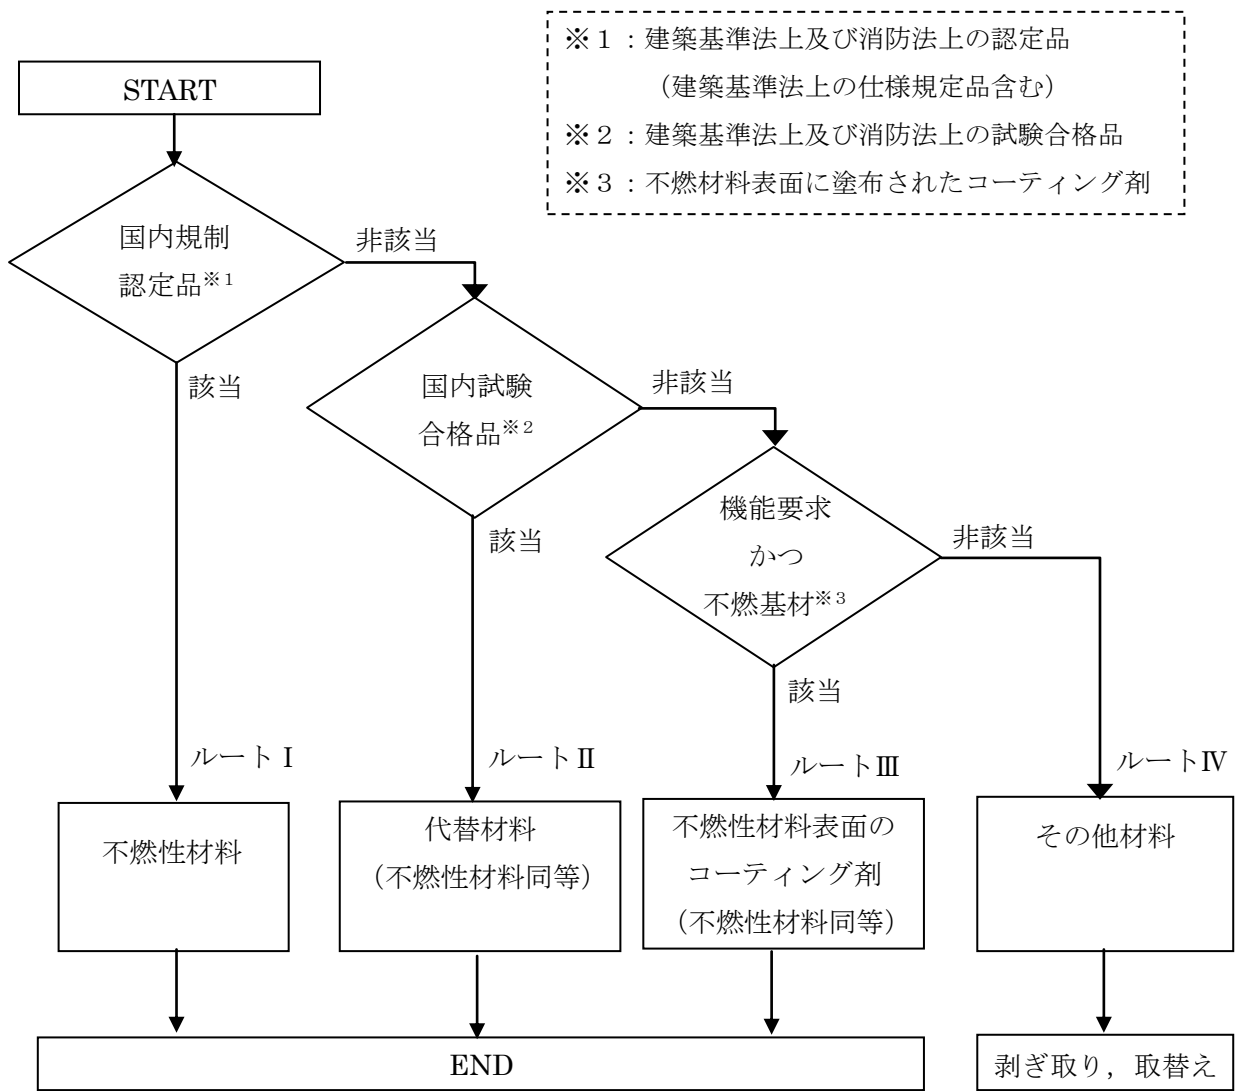 ※1：建築基準法上及び消防法上の認定品
（建築基準法上の仕様規定品含む）
※2：建築基準法上及び消防法上の試験合格品
※3：不燃材料表面に塗布されたコーティング剤
START
国内規制
認定品※1
非該当
該当
国内試験
合格品※2
非該当
該当
機能要求
かつ
不燃基材※3
非該当
該当
ルートⅠ
ルートⅡ
ルートⅢ
ルートⅣ
不燃性材料
代替材料
（不燃性材料同等）
不燃性材料表面の
コーティング剤
（不燃性材料同等）
その他材料
END
剥ぎ取り，取替え